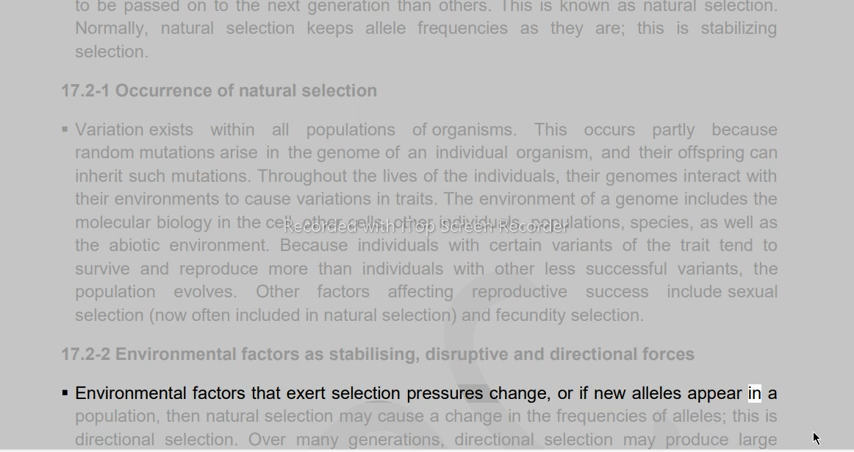 to be passed on to the next generation than others. This is known as natural selection.
Normally, natural selection keeps allele frequencies as they are; this is stabilizing
selection.
17.2-1 Occurrence of natural selection
▪ Variation exists within all populations of organisms. This occurs partly because
random mutations arise in the genome of an individual organism, and their offspring can
inherit such mutations. Throughout the lives of the individuals, their genomes interact with
their environments to cause variations in traits. The environment of a genome includes the
molecular biology in the cell, other cells, other individuals, populations, species, as well as
Recorded with iTop Screen Recorder
the abiotic environment. Because individuals with certain variants of the trait tend to
survive and reproduce more than individuals with other less successful variants, the
population evolves. Other factors affecting reproductive success include sexual
selection (now often included in natural selection) and fecundity selection.
17.2-2 Environmental factors as stabilising, disruptive and directional forces
▪ Environmental factors that exert selection pressures change, or if new alleles appear in a
population, then natural selection may cause a change in the frequencies of alleles; this is
directional selection. Over many generations, directional selection may produce large